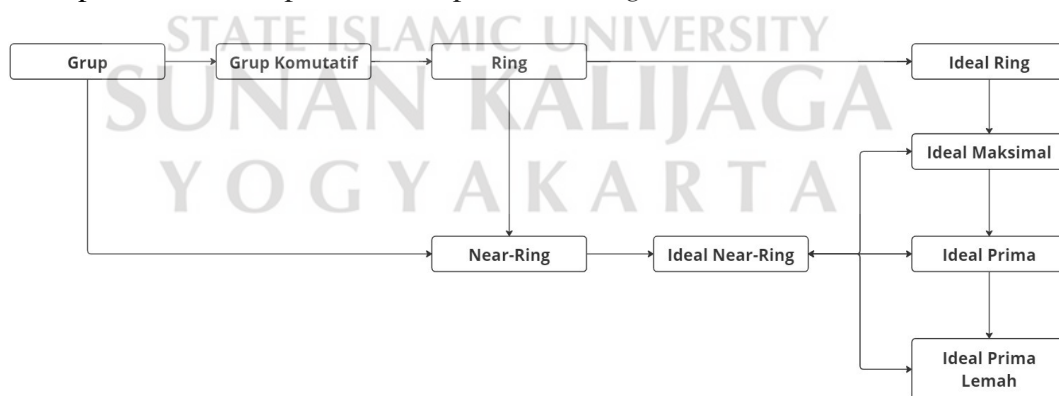 STATE ISLAMIC UNIVERSITY
SUNAN KALIJAGA
YOGYAKARTA
Grup
Grup Komutatif
Ring
Ideal Ring
Ideal Maksimal
Near-Ring
Ideal Near-Ring
Ideal Prima
Ideal Prima
Lemah